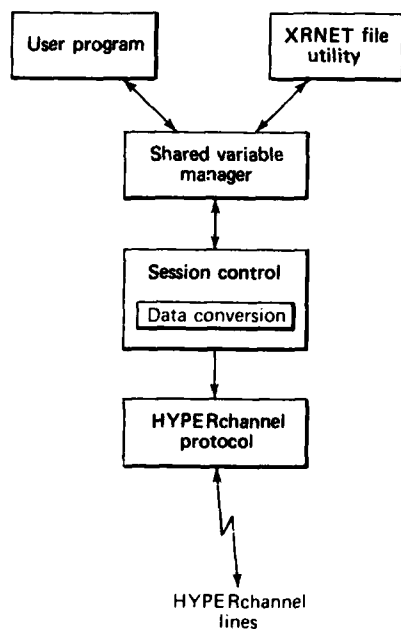 User program
XRNET file
utility
Shared variable
manager
Session control
Data conversion
HYPERchannel
protocol
HYPERchannel
lines